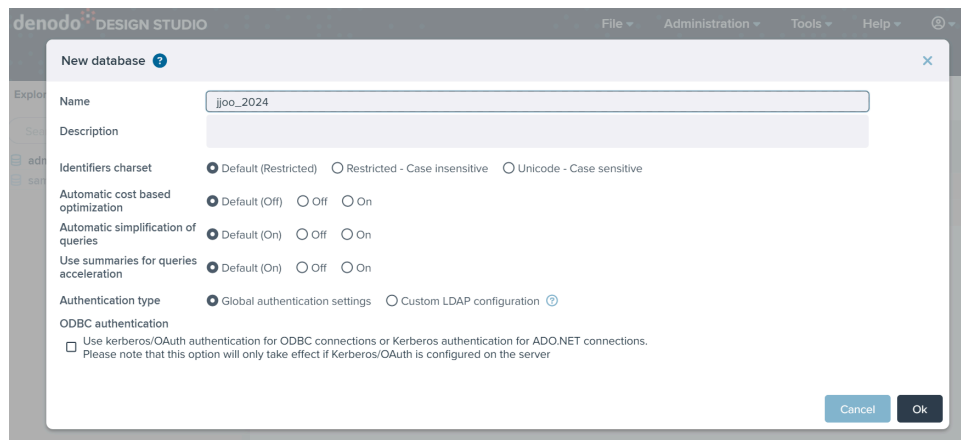 denodo DESIGN STUDIO File Administration Tools Help
New database ?
Explor
Name jjoo_2024
Description
Sea
adn
san
Identifiers charset Default (Restricted) Restricted - Case insensitive Unicode - Case sensitive
Automatic cost based optimization Default (Off) Off On
Automatic simplification of queries Default (On) Off On
Use summaries for queries acceleration Default (On) Off On
Authentication type Global authentication settings Custom LDAP configuration ?
ODBC authentication
Use kerberos/OAuth authentication for ODBC connections or Kerberos authentication for ADO.NET connections.
Please note that this option will only take effect if Kerberos/OAuth is configured on the server
Cancel Ok